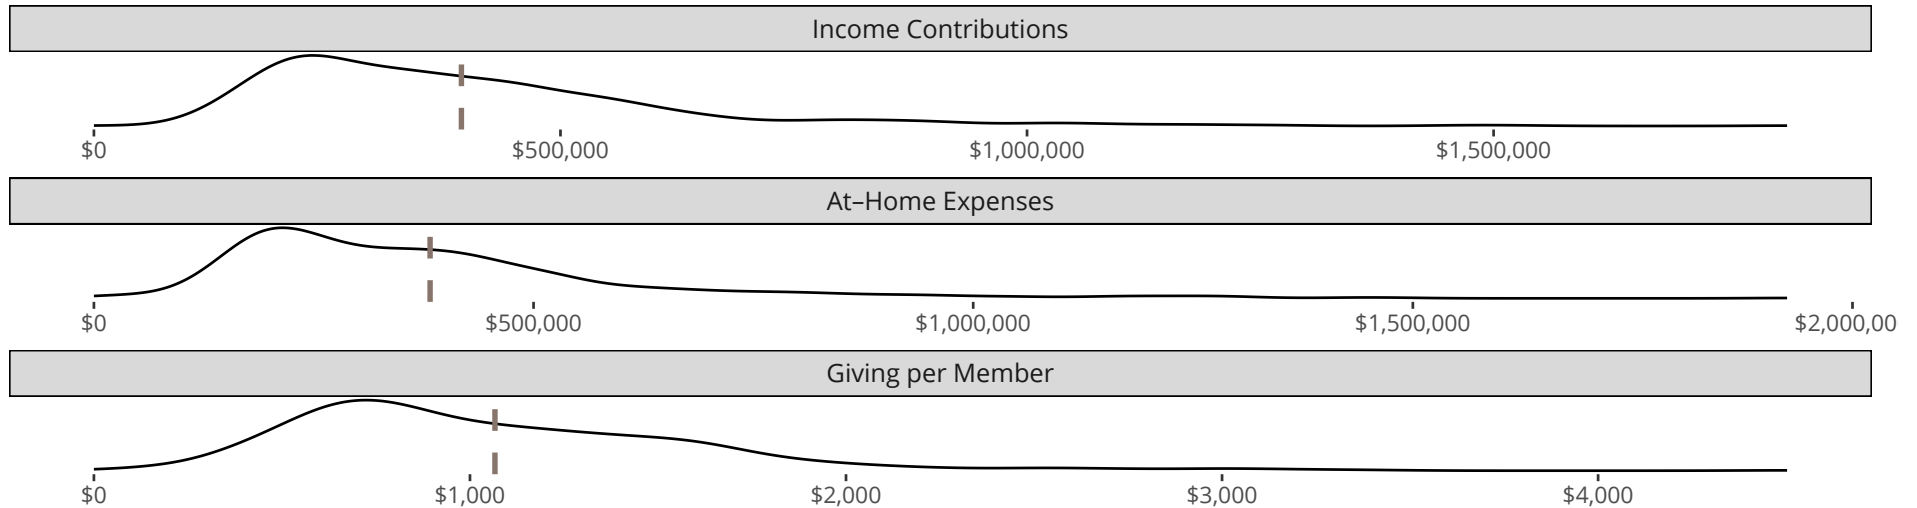 Income Contributions
$0 $500,000 $1,000,000 $1,500,000
At–Home Expenses
$0 $500,000 $1,000,000 $1,500,000 $2,000,00
Giving per Member
$0 $1,000 $2,000 $3,000 $4,000